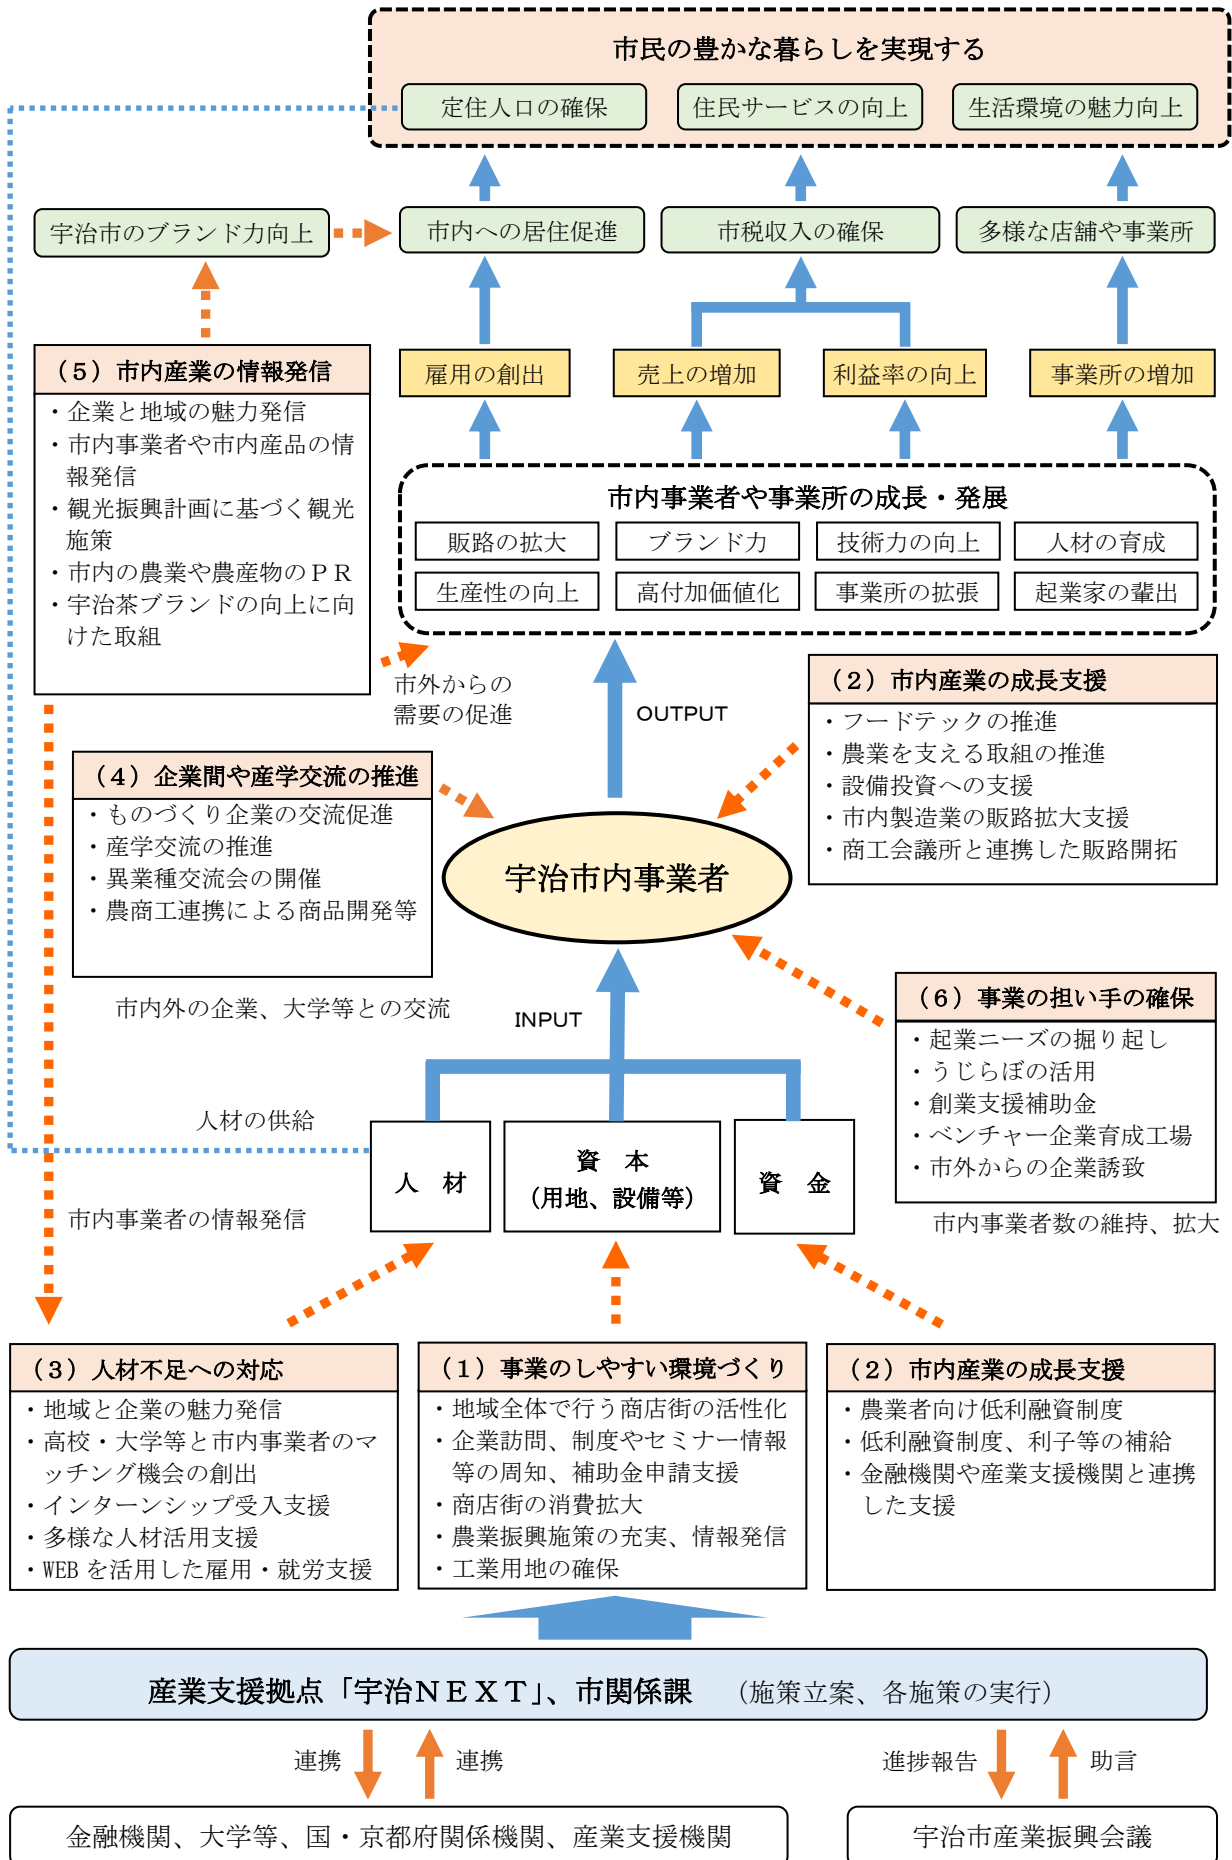 市民の豊かな暮らしを実現する
定住人口の確保
住民サービスの向上
生活環境の魅力向上
宇治市のブランド力向上
市内への居住促進
市税収入の確保
多様な店舗や事業所
(5)市内産業の情報発信
・企業と地域の魅力発信
・市内事業者や市内産品の情
報発信
・観光振興計画に基づく観光
施策
・市内の農業や農産物のPR
・宇治茶ブランドの向上に向
けた取組
雇用の創出
売上の増加
利益率の向上
事業所の増加
市内事業者や事業所の成長・発展
販路の拡大
ブランド力
技術力の向上
人材の育成
生産性の向上
高付加価値化
事業所の拡張
起業家の輩出
市外からの
需要の促進
OUTPUT
(2)市内産業の成長支援
・フードテックの推進
・農業を支える取組の推進
・設備投資への支援
・市内製造業の販路拡大支援
・商工会議所と連携した販路開拓
(4)企業間や産学交流の推進
・ものづくり企業の交流促進
・産学交流の推進
・異業種交流会の開催
・農商工連携による商品開発等
宇治市内事業者
市内外の企業、大学等との交流
INPUT
(6)事業の担い手の確保
・起業ニーズの掘り起し
・うじらぼの活用
・創業支援補助金
・ベンチャー企業育成工場
・市外からの企業誘致
市内事業者数の維持、拡大
人材の供給
人 材
資 本
(用地、設備等)
資 金
市内事業者の情報発信
(3)人材不足への対応
・地域と企業の魅力発信
・高校・大学等と市内事業者のマ
ッチング機会の創出
・インターンシップ受入支援
・多様な人材活用支援
・WEBを活用した雇用・就労支援
(1)事業のしやすい環境づくり
・地域全体で行う商店街の活性化
・企業訪問、制度やセミナー情報
等の周知、補助金申請支援
・商店街の消費拡大
・農業振興施策の充実、情報発信
・工業用地の確保
(2)市内産業の成長支援
・農業者向け低利融資制度
・低利融資制度、利子等の補給
・金融機関や産業支援機関と連携
した支援
産業支援拠点「宇治NEXT」、市関係課 (施策立案、各施策の実行)
連携
連携
進捗報告
助言
金融機関、大学等、国・京都府関係機関、産業支援機関
宇治市産業振興会議